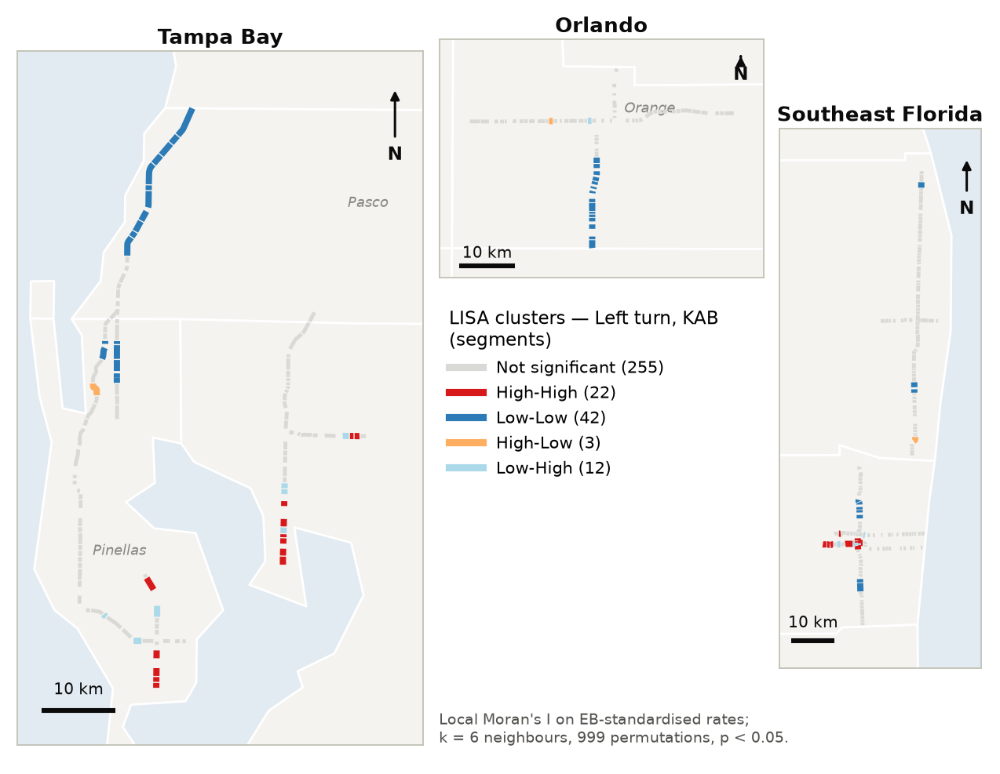 Tampa Bay
N
Pasco
Pinellas
10 km
Orlando
N
Orange
10 km
Southeast Florida
N
10 km
LISA clusters — Left turn, KAB
(segments)
Not significant (255)
High-High (22)
Low-Low (42)
High-Low (3)
Low-High (12)
Local Moran's I on EB-standardised rates;
k = 6 neighbours, 999 permutations, p < 0.05.